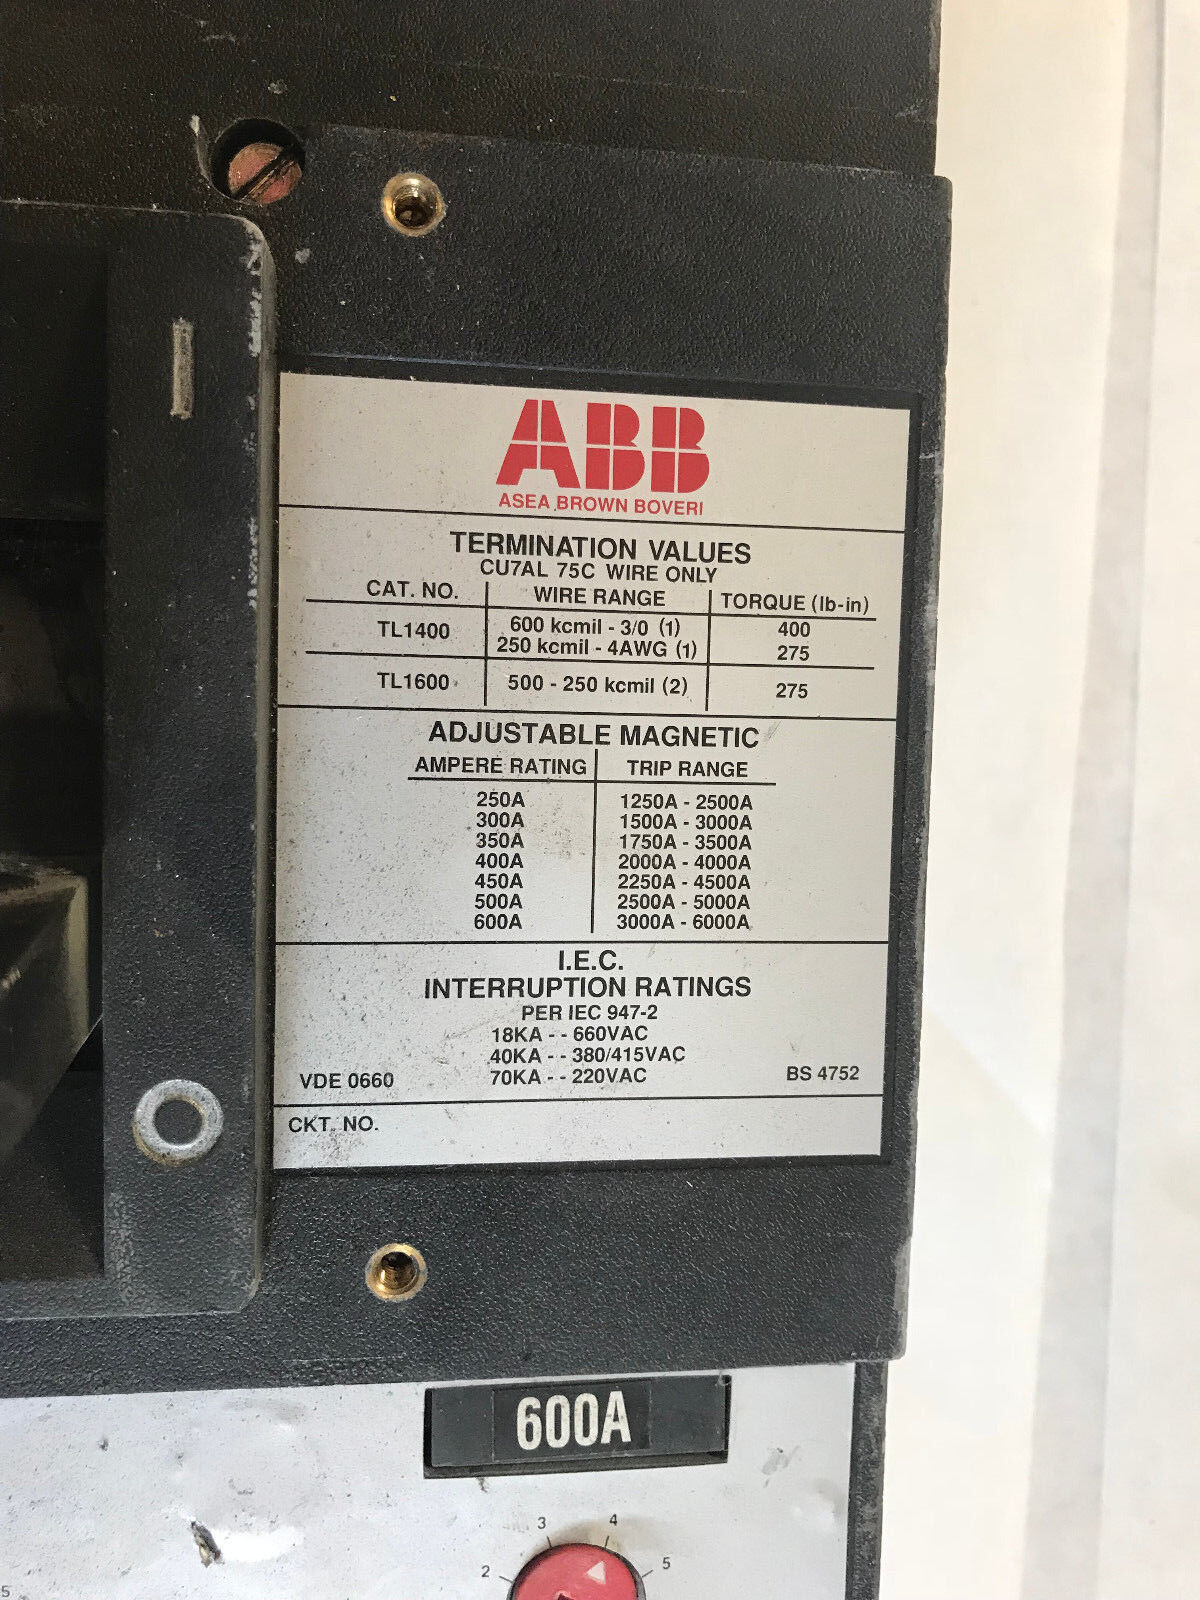 ABB
ASEA BROWN BOVERI
TERMINATION VALUES
CU7AL 75C WIRE ONLY
CAT. NO. WIRE RANGE TORQUE (lb-in)
TL1400 600 kcmil - 3/0 (1) 400
250 kcmil - 4AWG (1) 275
TL1600 500 - 250 kcmil (2) 275
ADJUSTABLE MAGNETIC
AMPERE RATING TRIP RANGE
250A 1250A - 2500A
300A 1500A - 3000A
350A 1750A - 3500A
400A 2000A - 4000A
450A 2250A - 4500A
500A 2500A - 5000A
600A 3000A - 6000A
I.E.C.
INTERRUPTION RATINGS
PER IEC 947-2
18KA - - 660VAC
40KA - - 380/415VAC
VDE 0660 70KA - - 220VAC BS 4752
CKT. NO.
600A
3 4
2 5
5